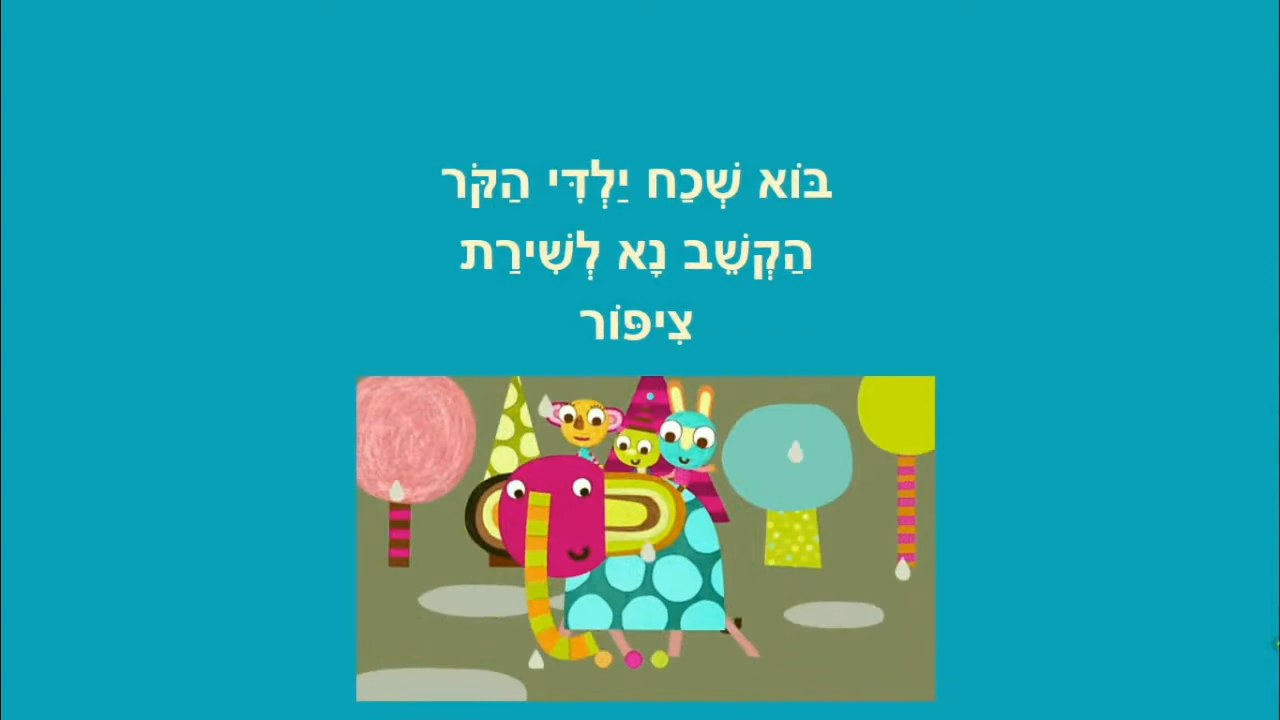 בּוֹא שְׁכַח יַלְדִּי הַקֹּר
הַקְשֵׁב נָא לְשִׁירַת
צִיפּוֹר